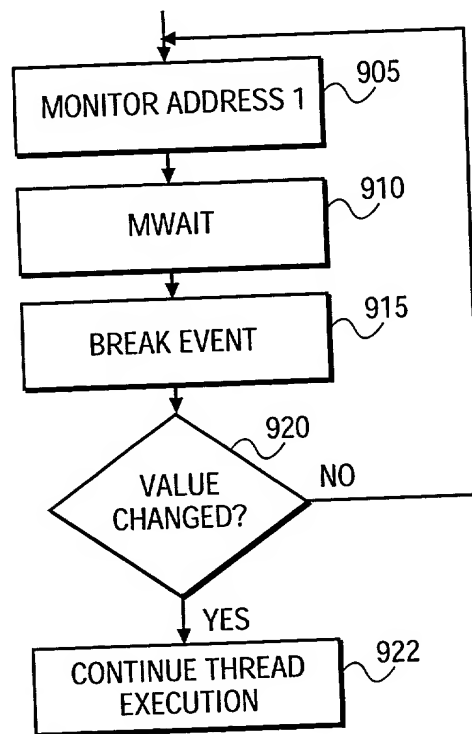 MONITOR ADDRESS 1
905
MWAIT
910
BREAK EVENT
915
920
VALUE
CHANGED?
NO
YES
CONTINUE THREAD
EXECUTION
922